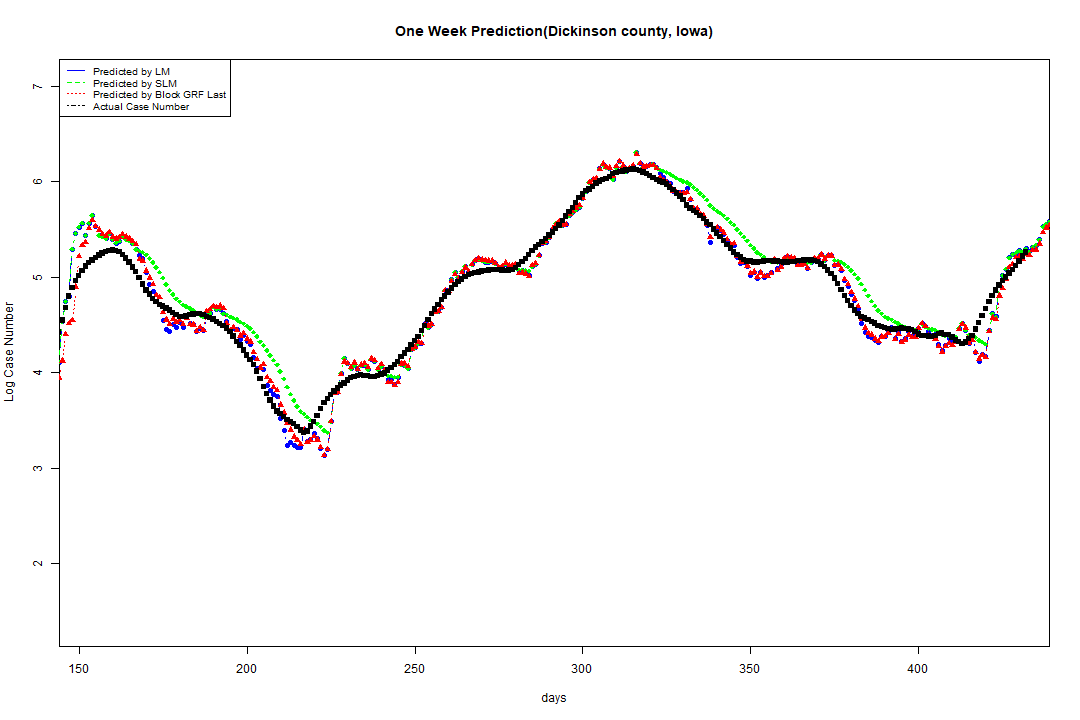 One Week Prediction(Dickinson county, Iowa)
Predicted by LM
Predicted by SLM
Predicted by Block GRF Last
Actual Case Number
7
6
5
4
3
2
Log Case Number
150 200 250 300 350 400
days